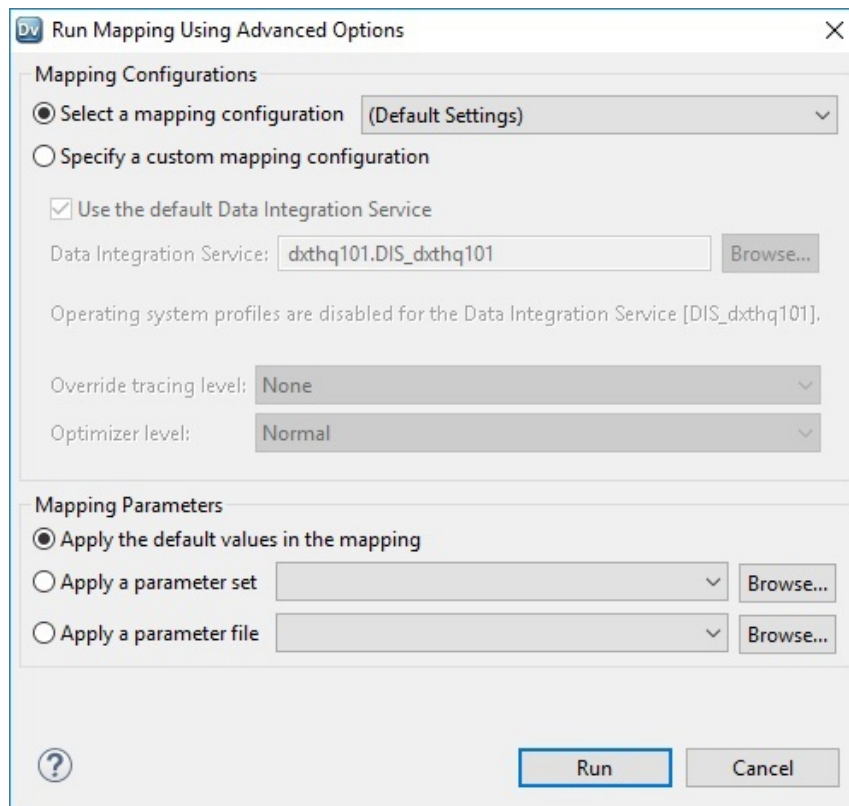 Dv Run Mapping Using Advanced Options
Mapping Configurations
Select a mapping configuration (Default Settings)
Specify a custom mapping configuration
Use the default Data Integration Service
Data Integration Service: dxthq101.DIS_dxthq101 Browse...
Operating system profiles are disabled for the Data Integration Service [DIS_dxthq101].
Override tracing level: None
Optimizer level: Normal
Mapping Parameters
Apply the default values in the mapping
Apply a parameter set Browse...
Apply a parameter file Browse...
? Run Cancel